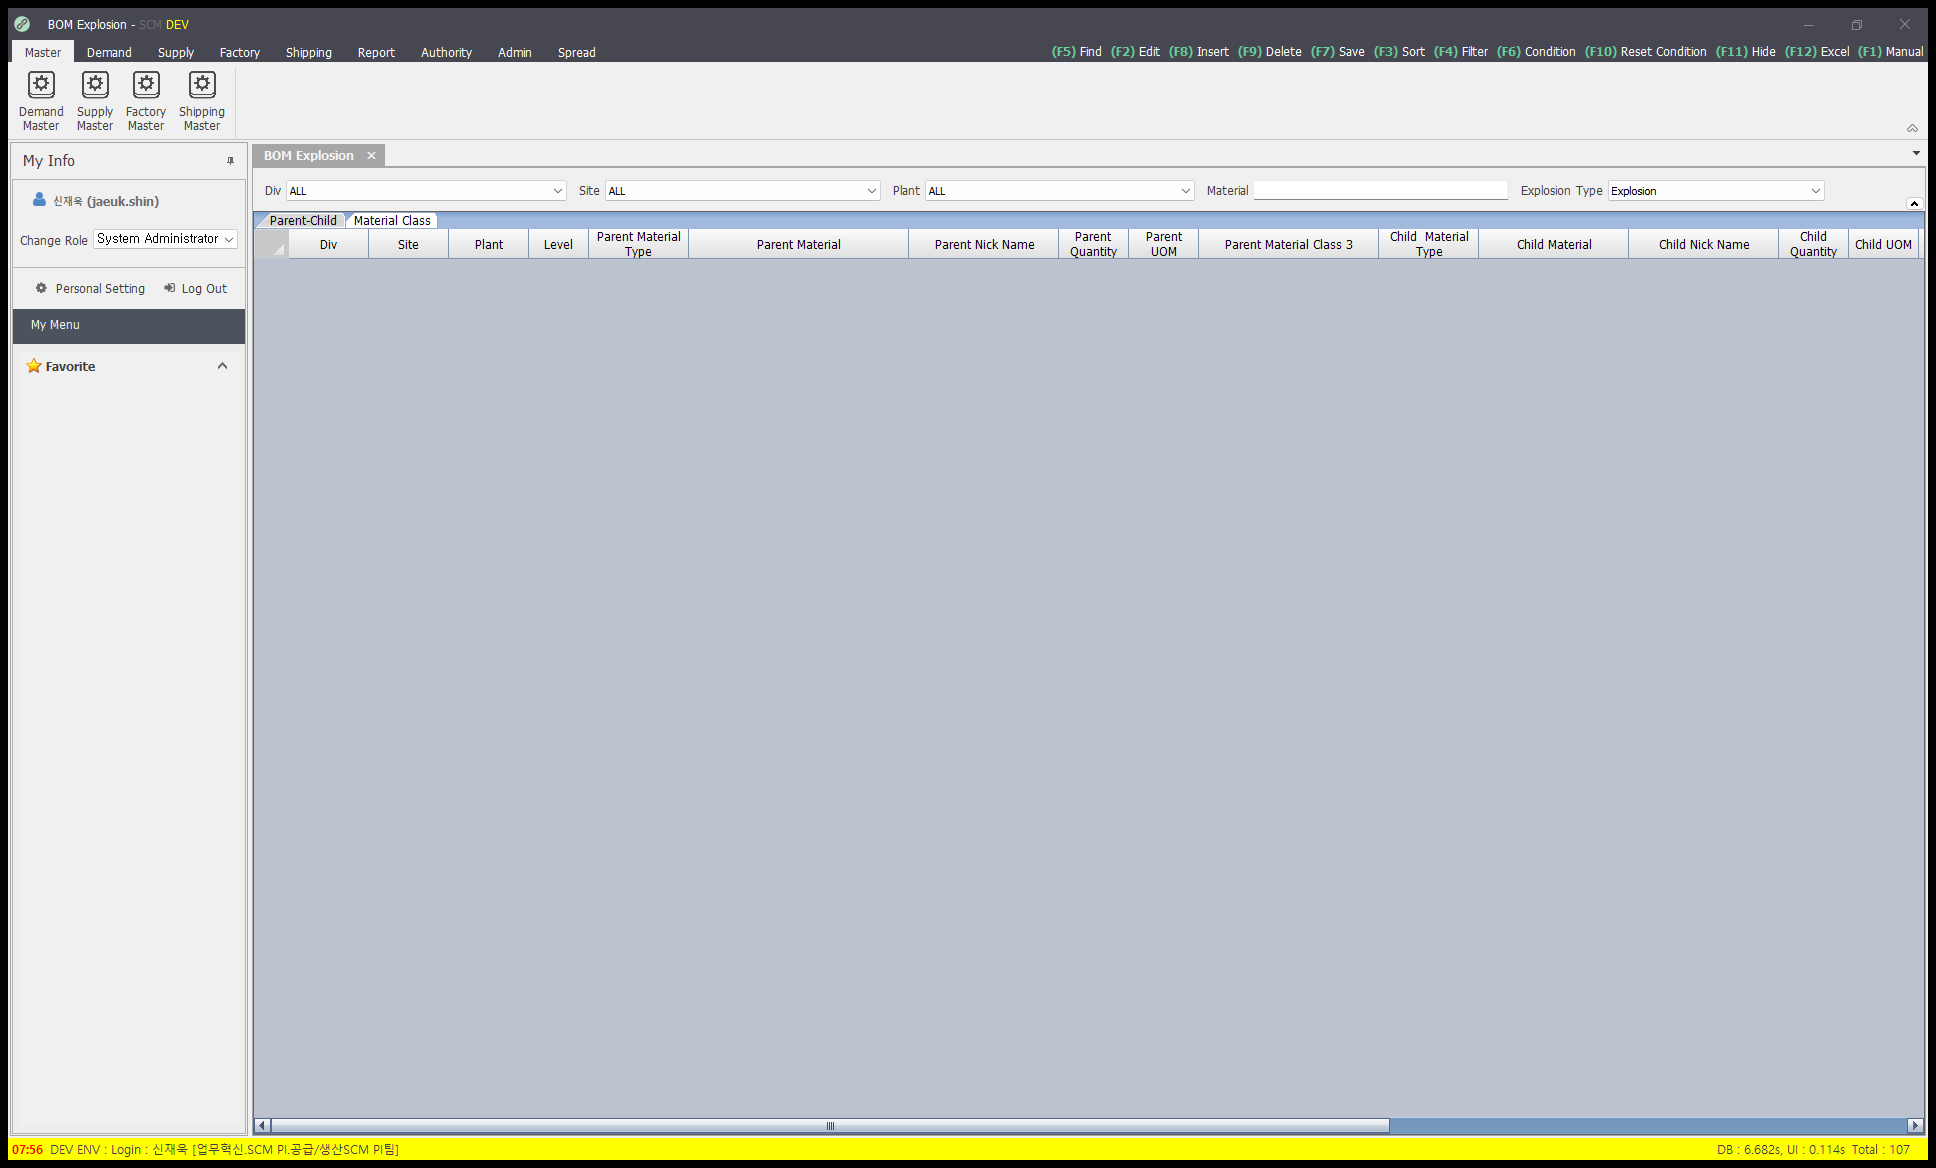 BOM Explosion - SCM DEV
Master Demand Supply Factory Shipping Report Authority Admin Spread (F5) Find (F2) Edit (F8) Insert (F9) Delete (F7) Save (F3) Sort (F4) Filter (F6) Condition (F10) Reset Condition (F11) Hide (F12) Excel (F1) Manual
Demand Master Supply Master Factory Master Shipping Master
My Info
신재욱 (jaeuk.shin)
Change Role System Administrator
Personal Setting Log Out
My Menu
Favorite
BOM Explosion
Div ALL Site ALL Plant ALL Material Explosion Type Explosion
Parent-Child Material Class
Div Site Plant Level Parent Material Type Parent Material Parent Nick Name Parent Quantity Parent UOM Parent Material Class 3 Child Material Type Child Material Child Nick Name Child Quantity Child UOM
07:56 DEV ENV : Login : 신재욱 [업무혁신.SCM PI.공급/생산SCM PI팀] DB : 6.682s, UI : 0.114s Total : 107